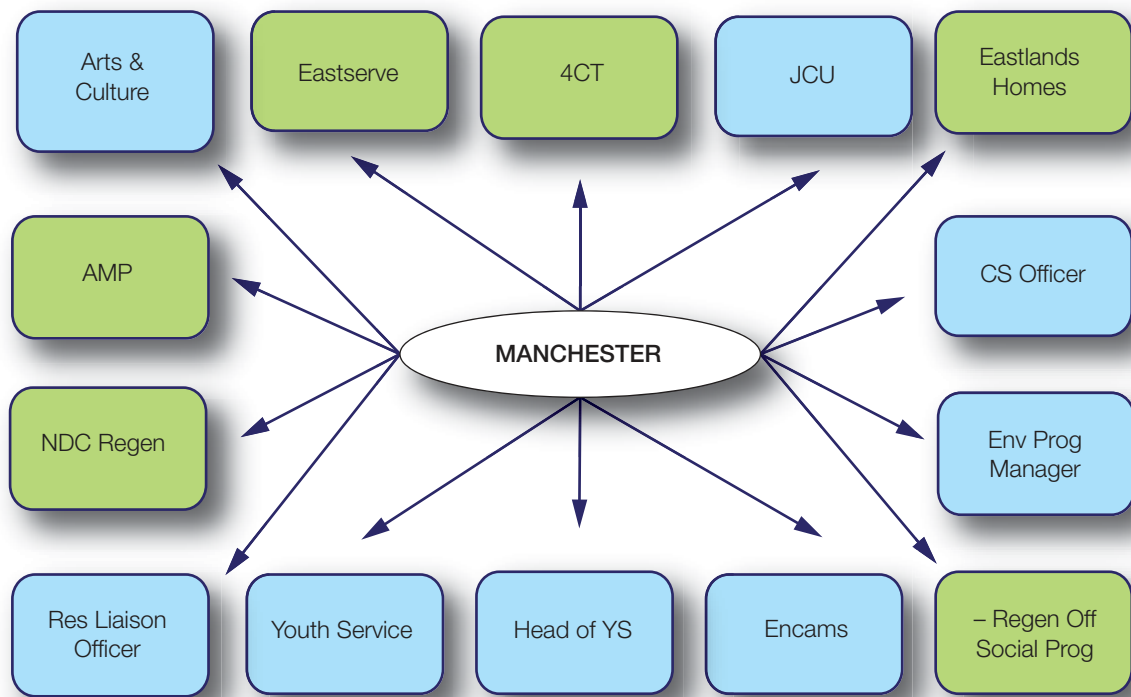 Arts &
Culture
Eastserve
4CT
JCU
Eastlands
Homes
AMP
CS Officer
MANCHESTER
NDC Regen
Env Prog
Manager
Res Liaison
Officer
Youth Service
Head of YS
Encams
– Regen Off
Social Prog